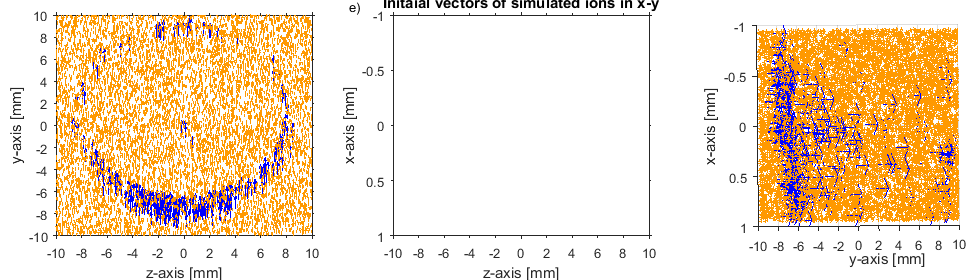 e)
Initaial vectors of simulated ions in x-y
10
8
6
4
2
0
-2
-4
-6
-8
-10
y-axis [mm]
-10 -8 -6 -4 -2 0 2 4 6 8 10
z-axis [mm]
-1
-0.5
0
0.5
1
x-axis [mm]
-10 -8 -6 -4 -2 0 2 4 6 8 10
z-axis [mm]
-1
-0.5
0
0.5
1
x-axis [mm]
-10 -8 -6 -4 -2 0 2 4 6 8 10
y-axis [mm]